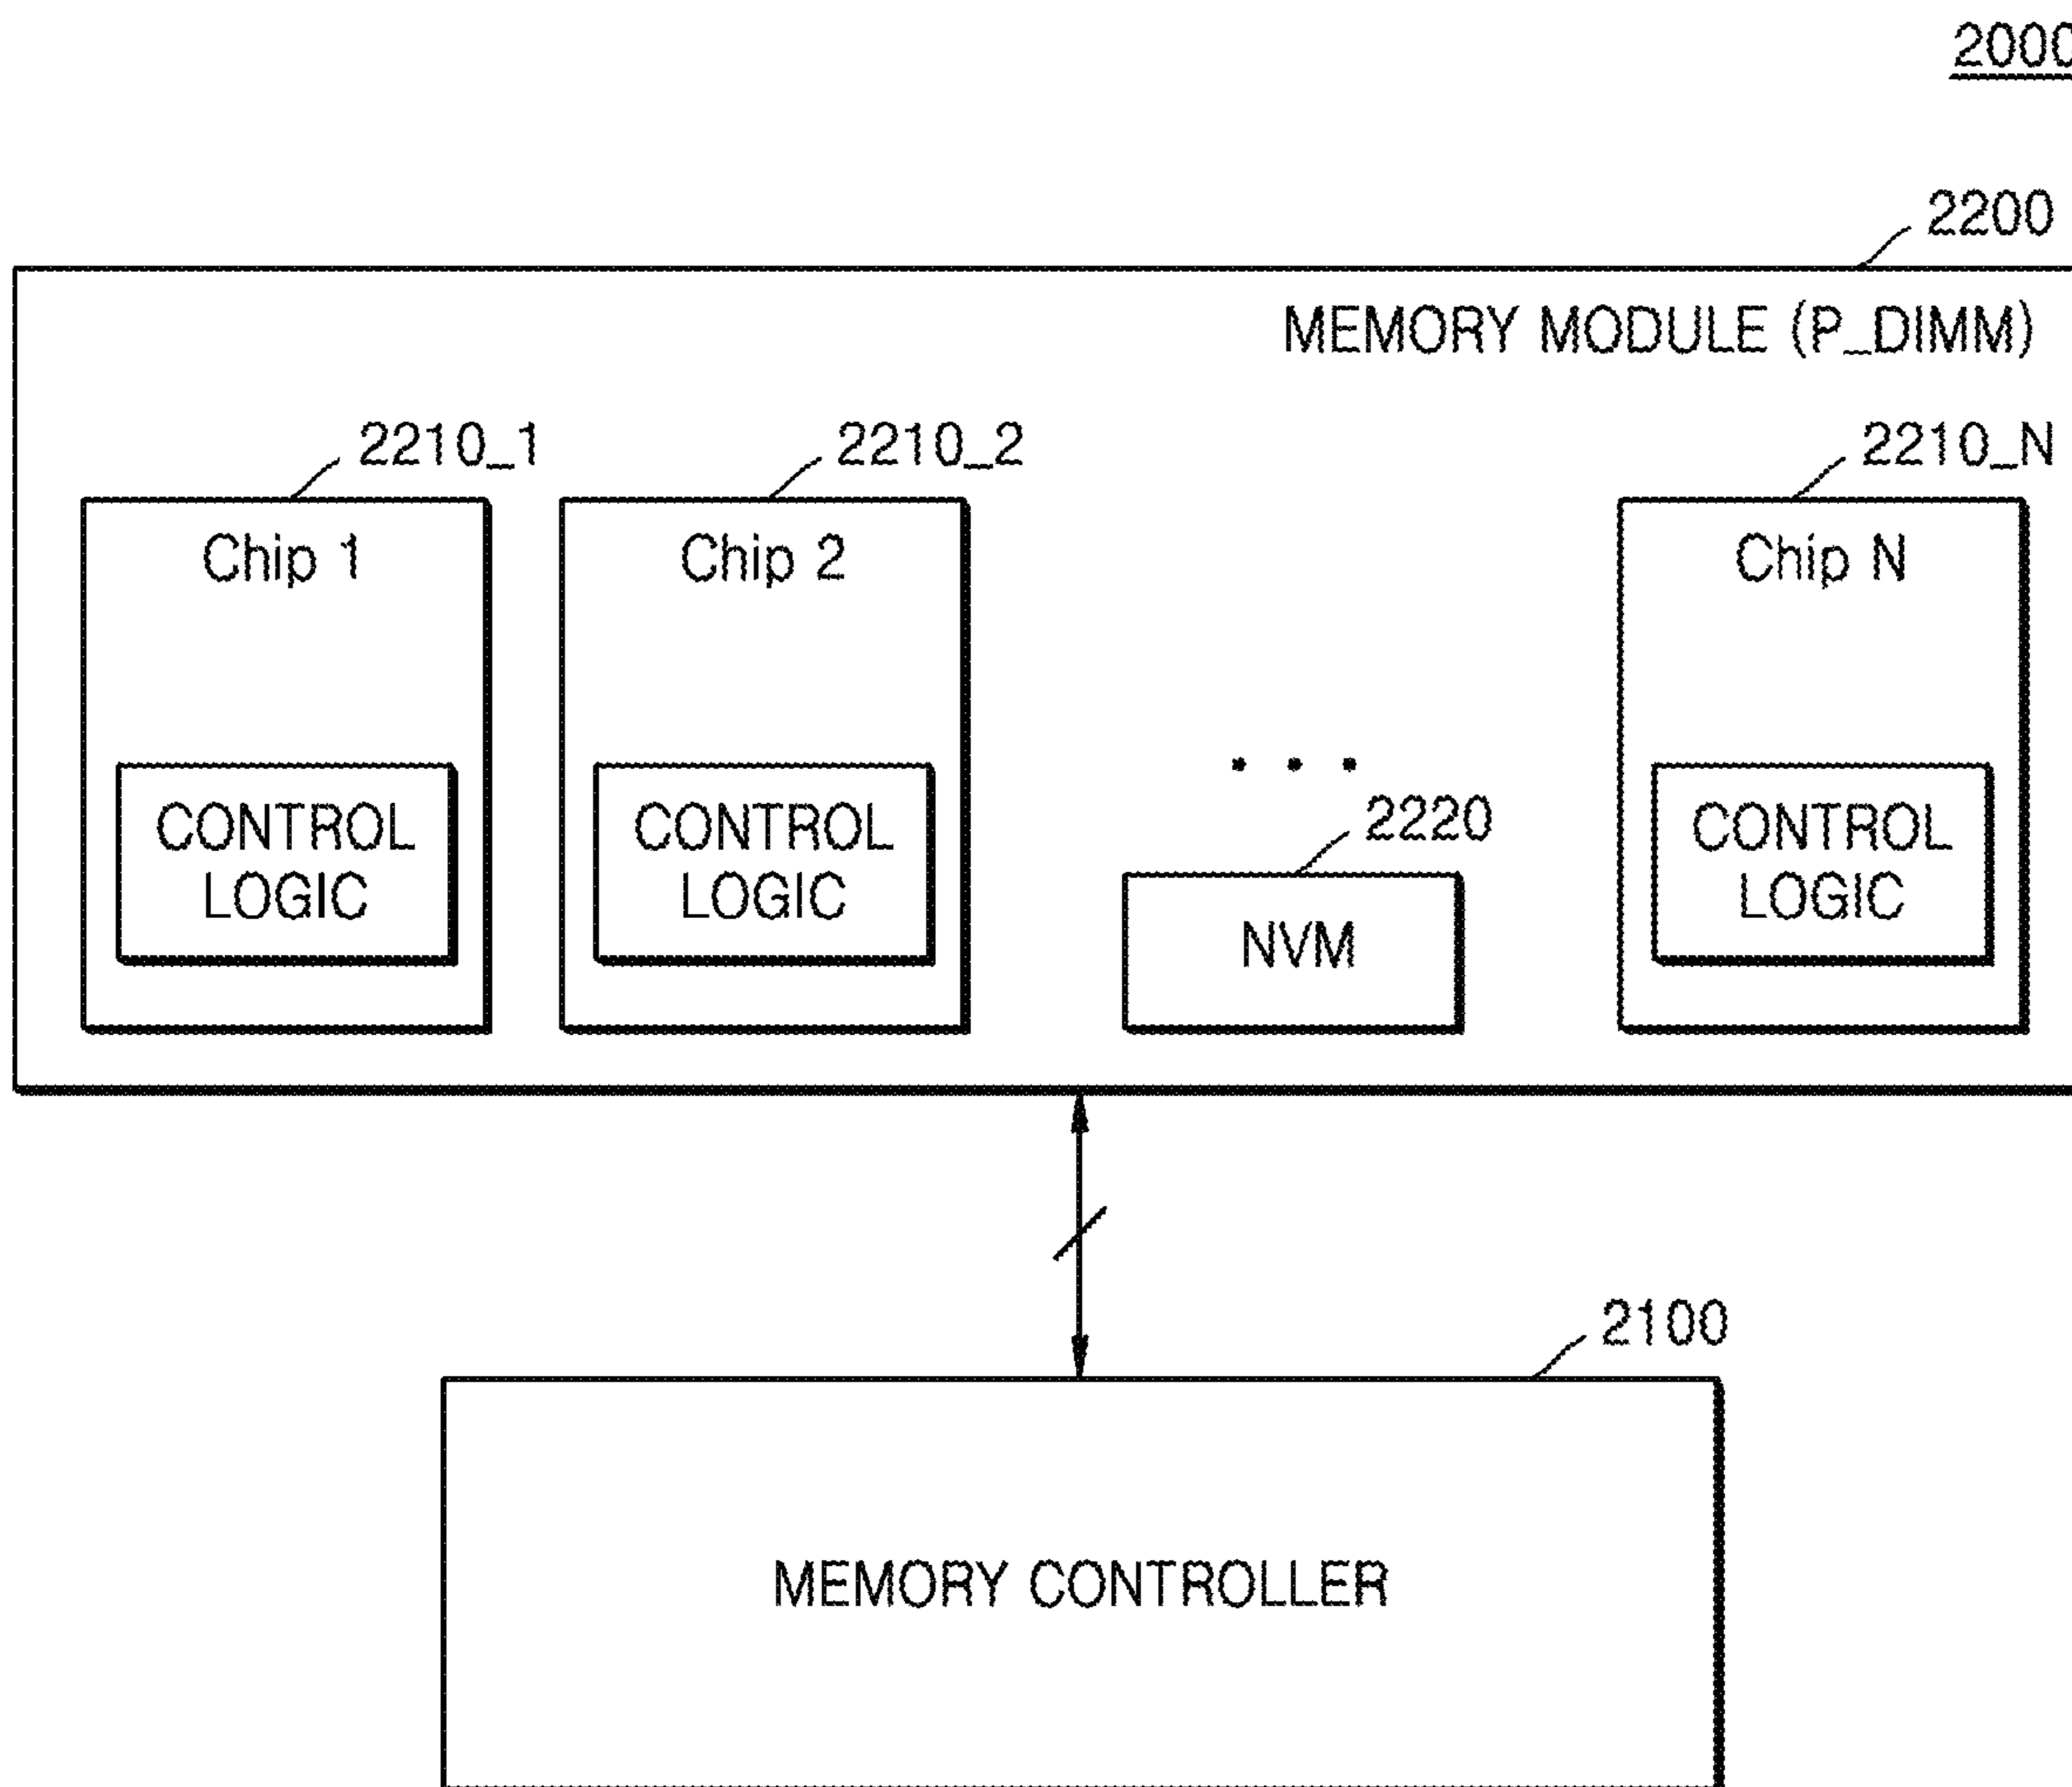 2000
2200
MEMORY MODULE (P_DIMM)
2210_1
2210_2
2210_N
Chip 1
Chip 2
Chip N
. . .
CONTROL
LOGIC
CONTROL
LOGIC
2220
NVM
CONTROL
LOGIC
2100
MEMORY CONTROLLER